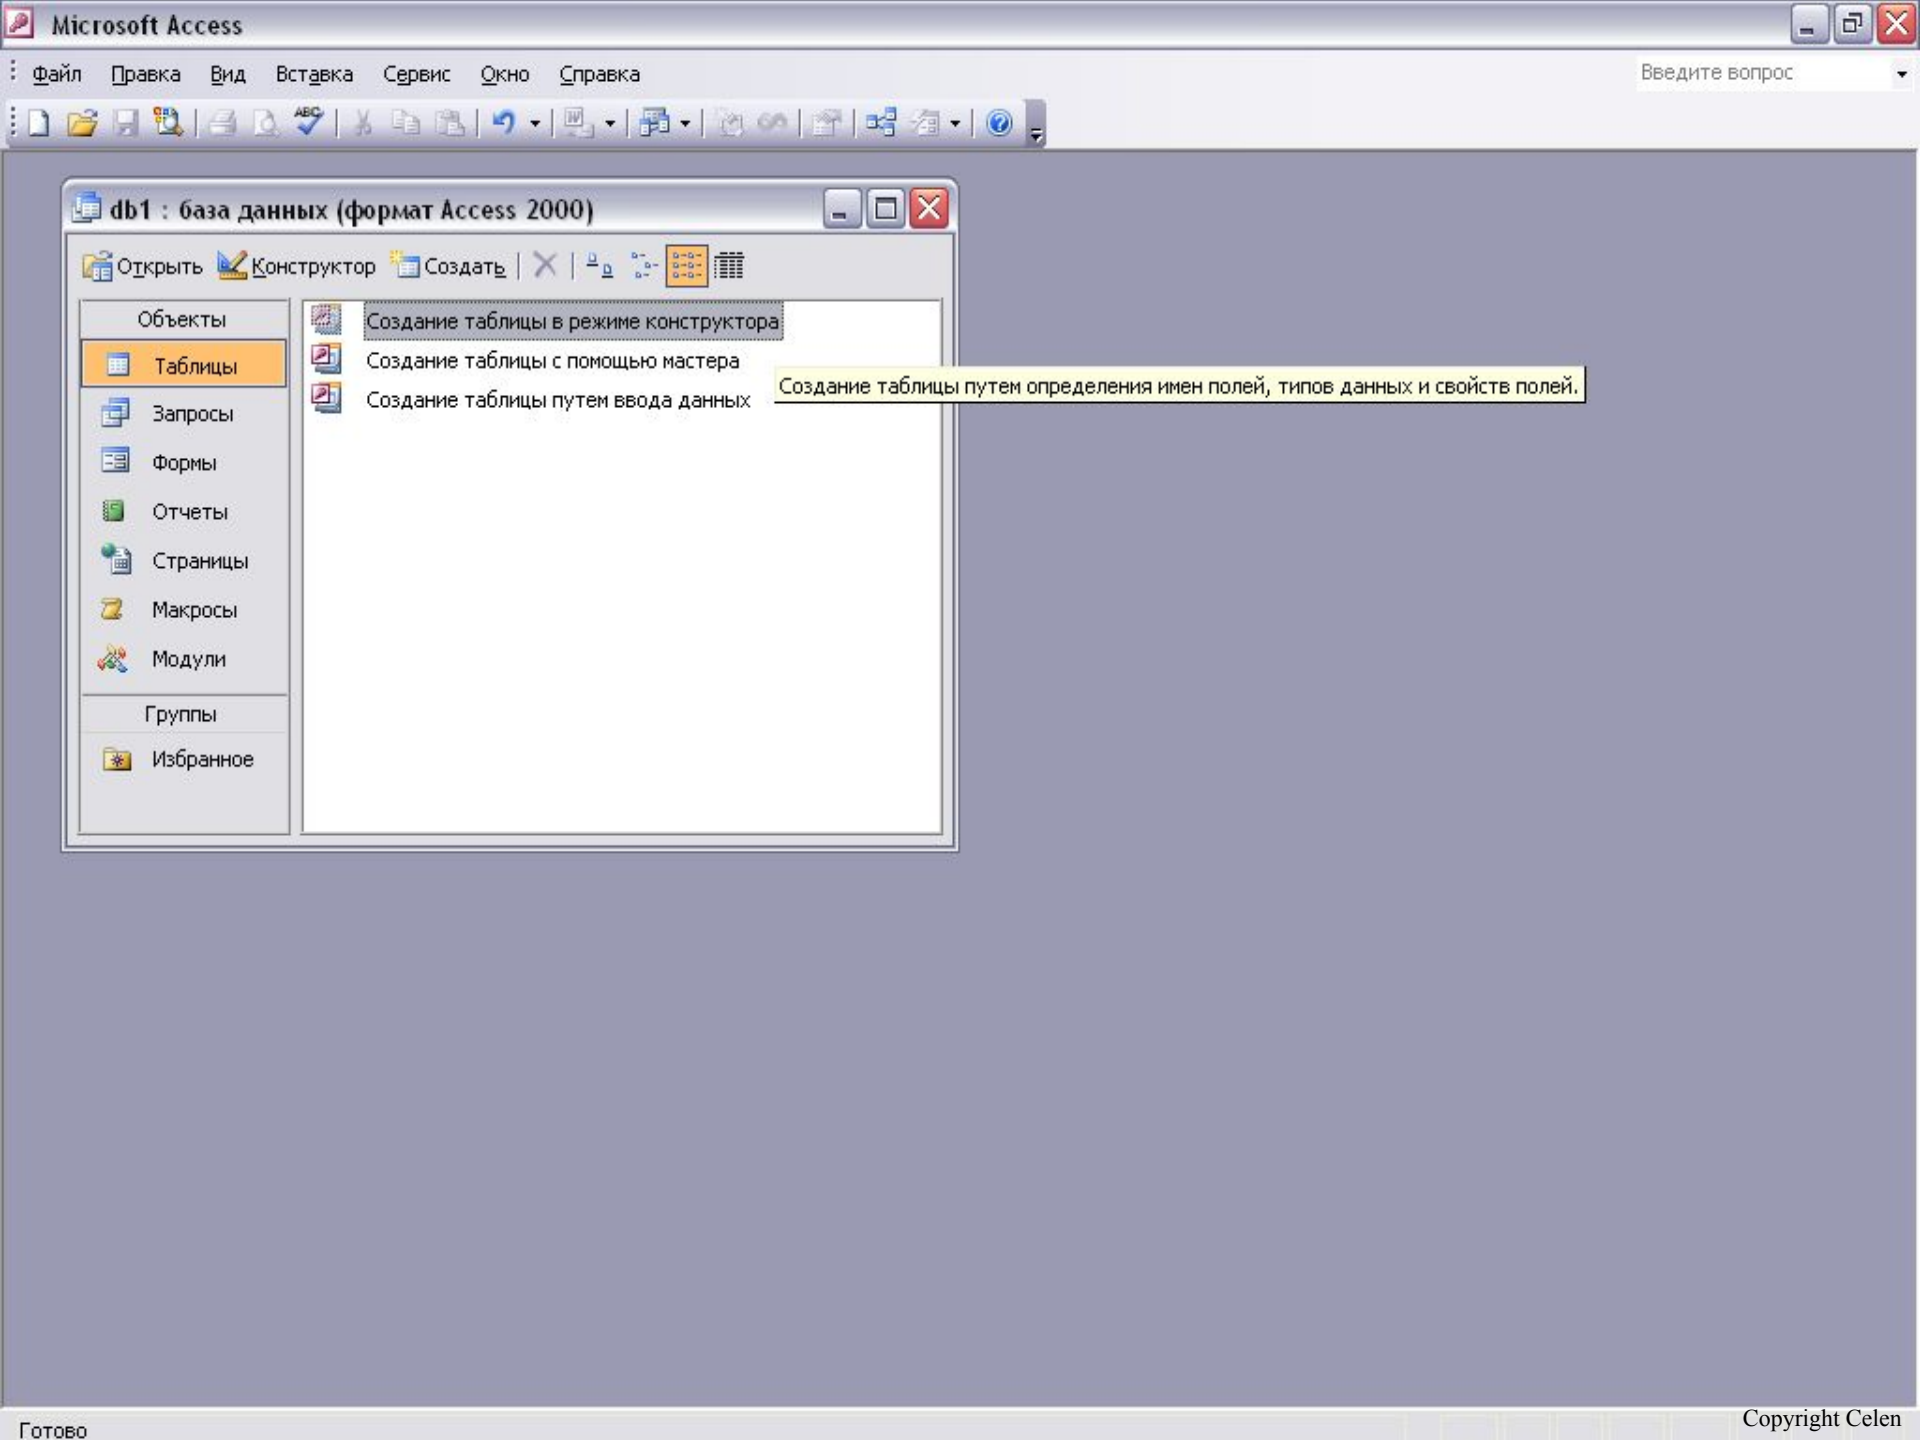 Microsoft Access
Файл Правка Вид Вставка Сервис Окно Справка
Введите вопрос
ABC
db1 : база данных (формат Access 2000)
Открыть Конструктор Создать
Объекты
Таблицы
Запросы
Формы
Отчеты
Страницы
Макросы
Модули
Группы
Избранное
Создание таблицы в режиме конструктора
Создание таблицы с помощью мастера
Создание таблицы путем ввода данных
Создание таблицы путем определения имен полей, типов данных и свойств полей.
Готово
Copyright Celen